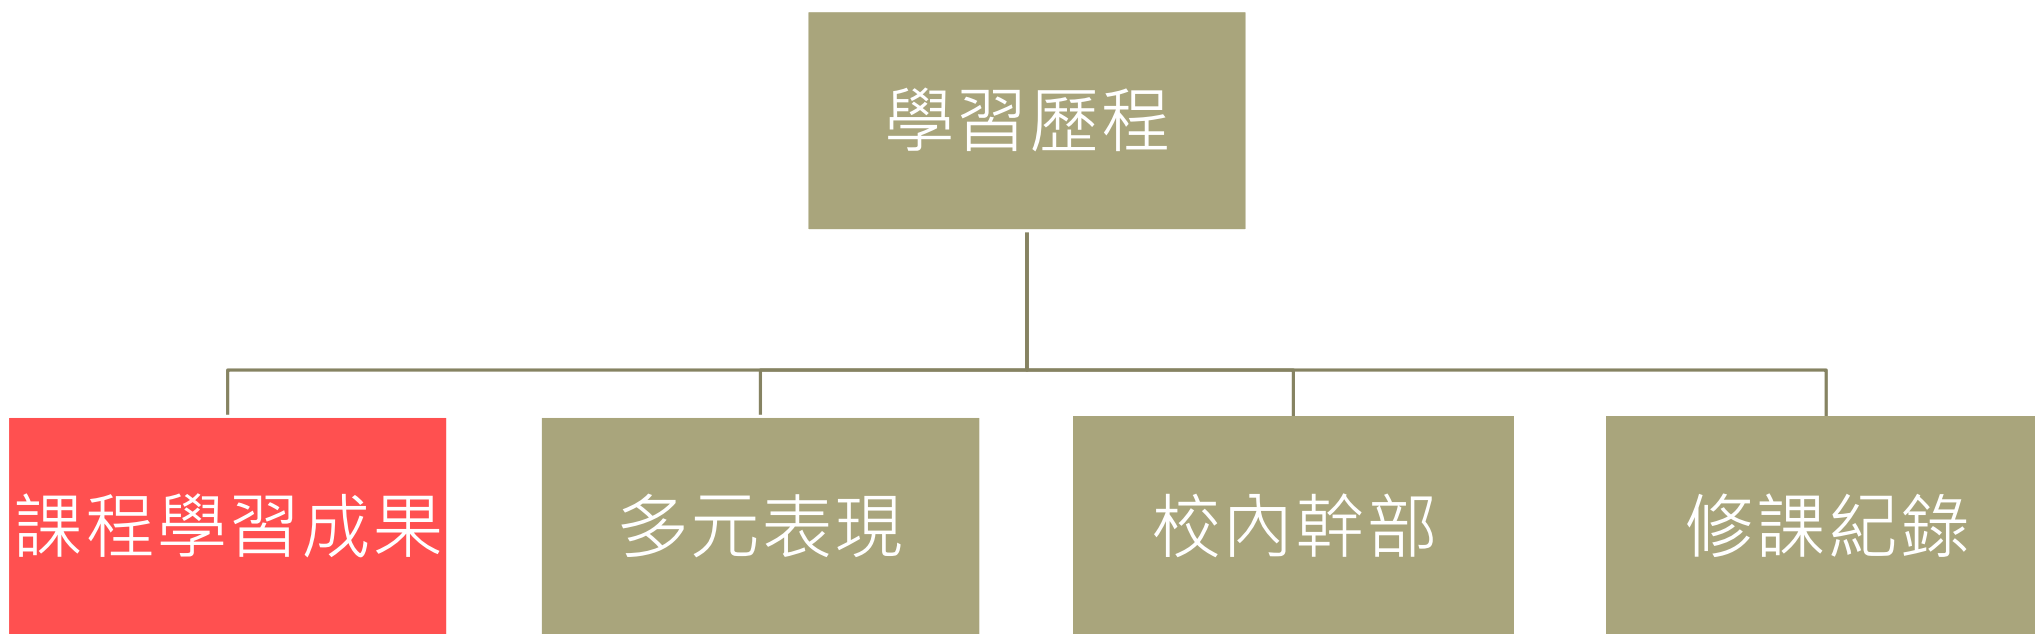 學習歷程
課程學習成果
多元表現
校內幹部
修課紀錄